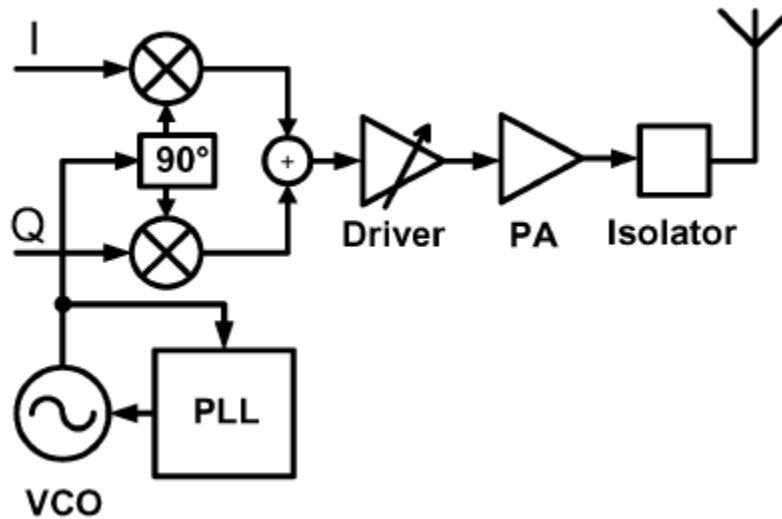 I
90°
+
Q
Driver
PA
Isolator
PLL
VCO